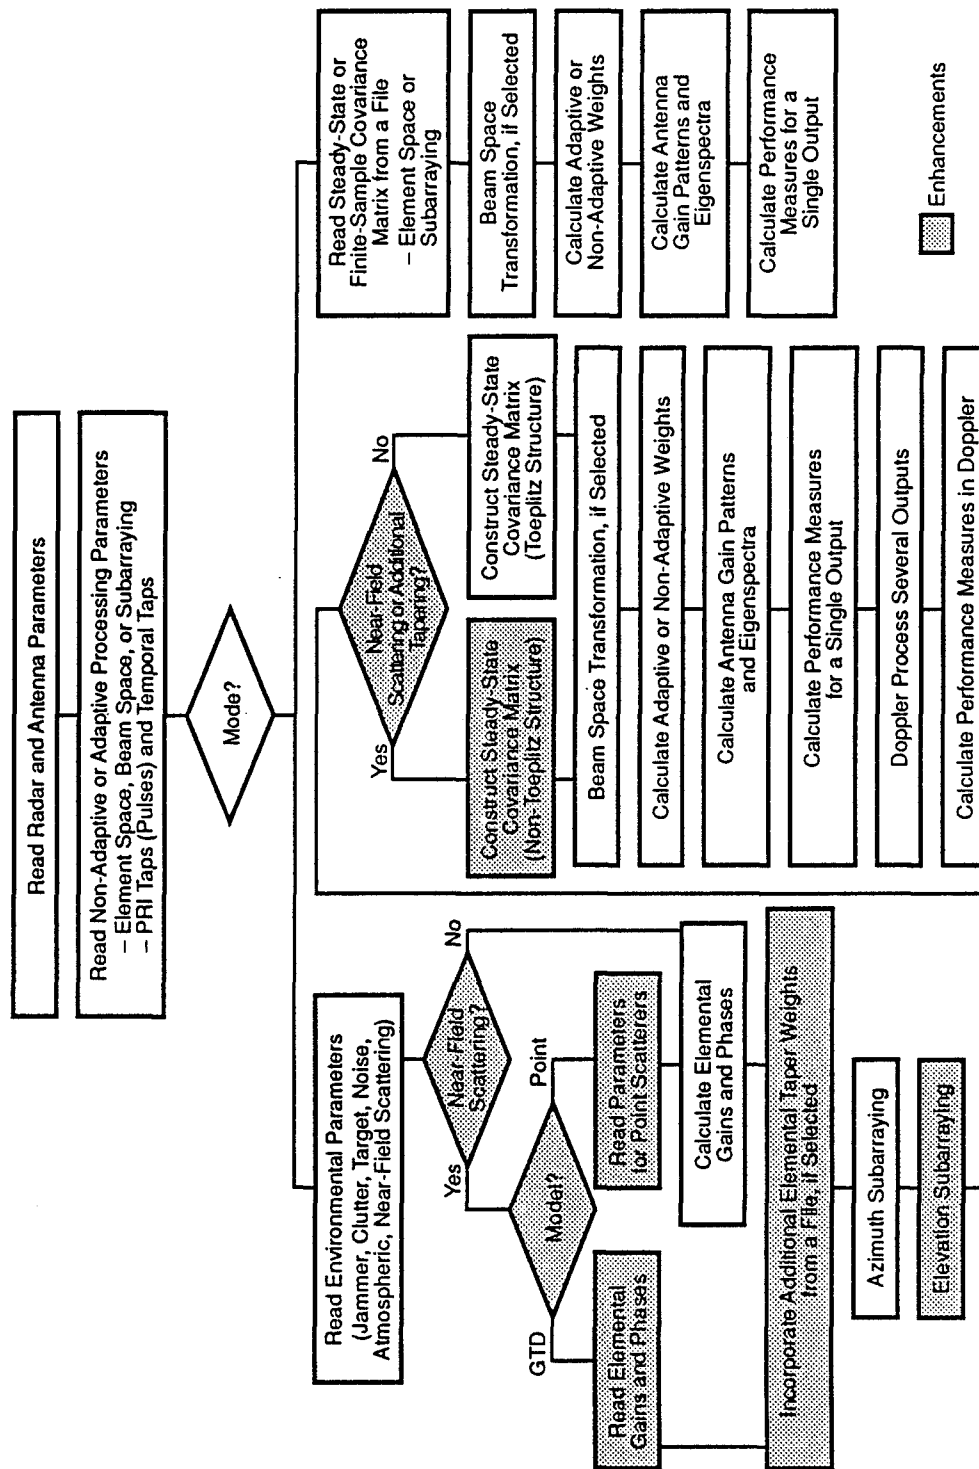 Read Radar and Antenna Parameters
Read Non-Adaptive or Adaptive Processing Parameters
– Element Space, Beam Space, or Subarraying
– PRI Taps (Pulses) and Temporal Taps
Mode?
Read Environmental Parameters
(Jammer, Clutter, Target, Noise,
Atmospheric, Near-Field Scattering)
Near-Field
Scattering?
Yes
No
Model?
GTD
Point
Read Elemental
Gains and Phases
Read Parameters
for Point Scatterers
Calculate Elemental
Gains and Phases
Incorporate Additional Elemental Taper Weights
from a File, if Selected
Azimuth Subarraying
Elevation Subarraying
Near-Field
Scattering or Additional
Tapering?
Yes
No
Construct Steady-State
Covariance Matrix
(Non-Toeplitz Structure)
Construct Steady-State
Covariance Matrix
(Toeplitz Structure)
Beam Space Transformation, if Selected
Calculate Adaptive or Non-Adaptive Weights
Calculate Antenna Gain Patterns
and Eigenspectra
Calculate Performance Measures
for a Single Output
Doppler Process Several Outputs
Calculate Performance Measures in Doppler
Read Steady-State or
Finite-Sample Covariance
Matrix from a File
– Element Space or
Subarraying
Beam Space
Transformation, if Selected
Calculate Adaptive or
Non-Adaptive Weights
Calculate Antenna
Gain Patterns and
Eigenspectra
Calculate Performance
Measures for a
Single Output
Enhancements